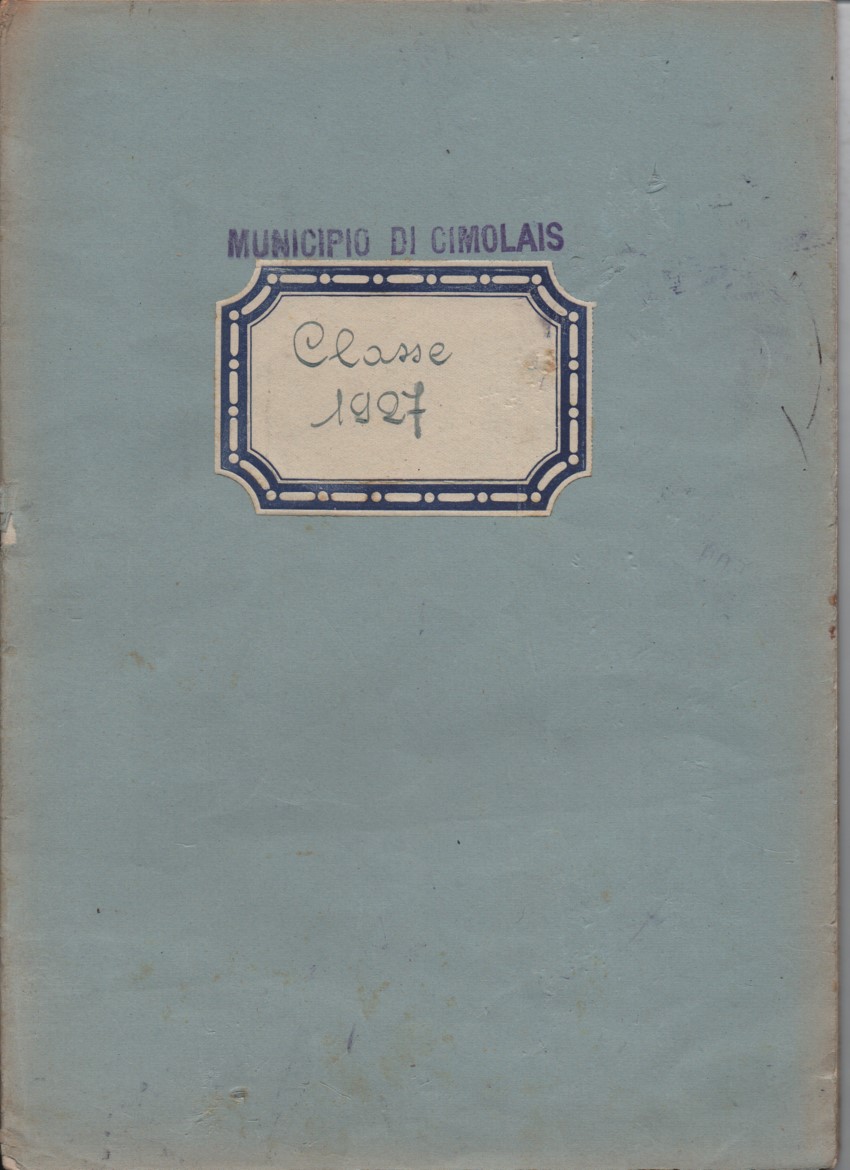 MUNICIPIO DI CIMOLAIS
Classe
1927